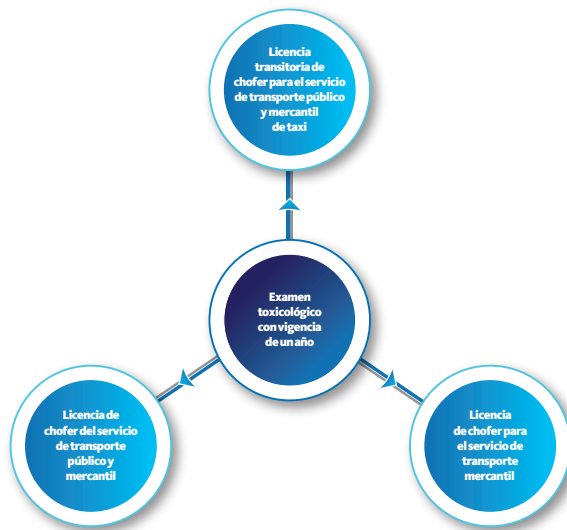 Licencia
transitoria de
chofer para el servicio
de transporte público
y mercantil
de taxi
Examen
toxicológico
con vigencia
de un año
Licencia de
chofer del servicio
de transporte
público y
mercantil
Licencia
de chofer para
el servicio de
transporte
mercantil